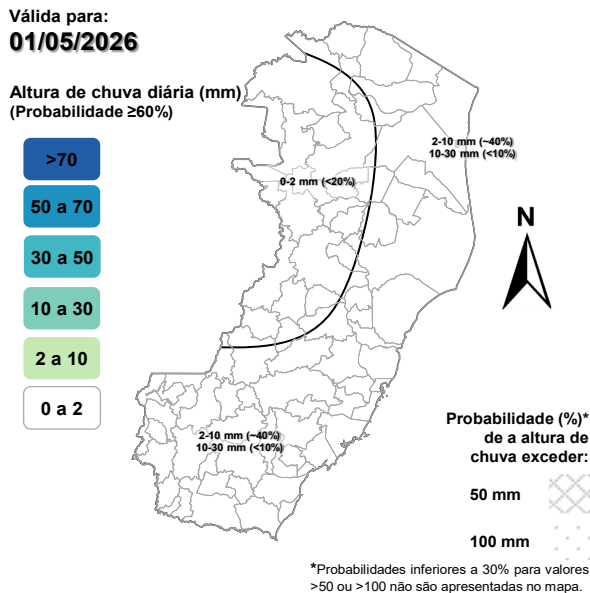 Válida para:
01/05/2026
Altura de chuva diária (mm)
(Probabilidade ≥60%)
>70
50 a 70
30 a 50
10 a 30
2 a 10
0 a 2
2-10 mm (~40%)
10-30 mm (<10%)
0-2 mm (<20%)
N
2-10 mm (~40%)
10-30 mm (<10%)
Probabilidade (%)*
de a altura de
chuva exceder:
50 mm
100 mm
*Probabilidades inferiores a 30% para valores
>50 ou >100 não são apresentadas no mapa.